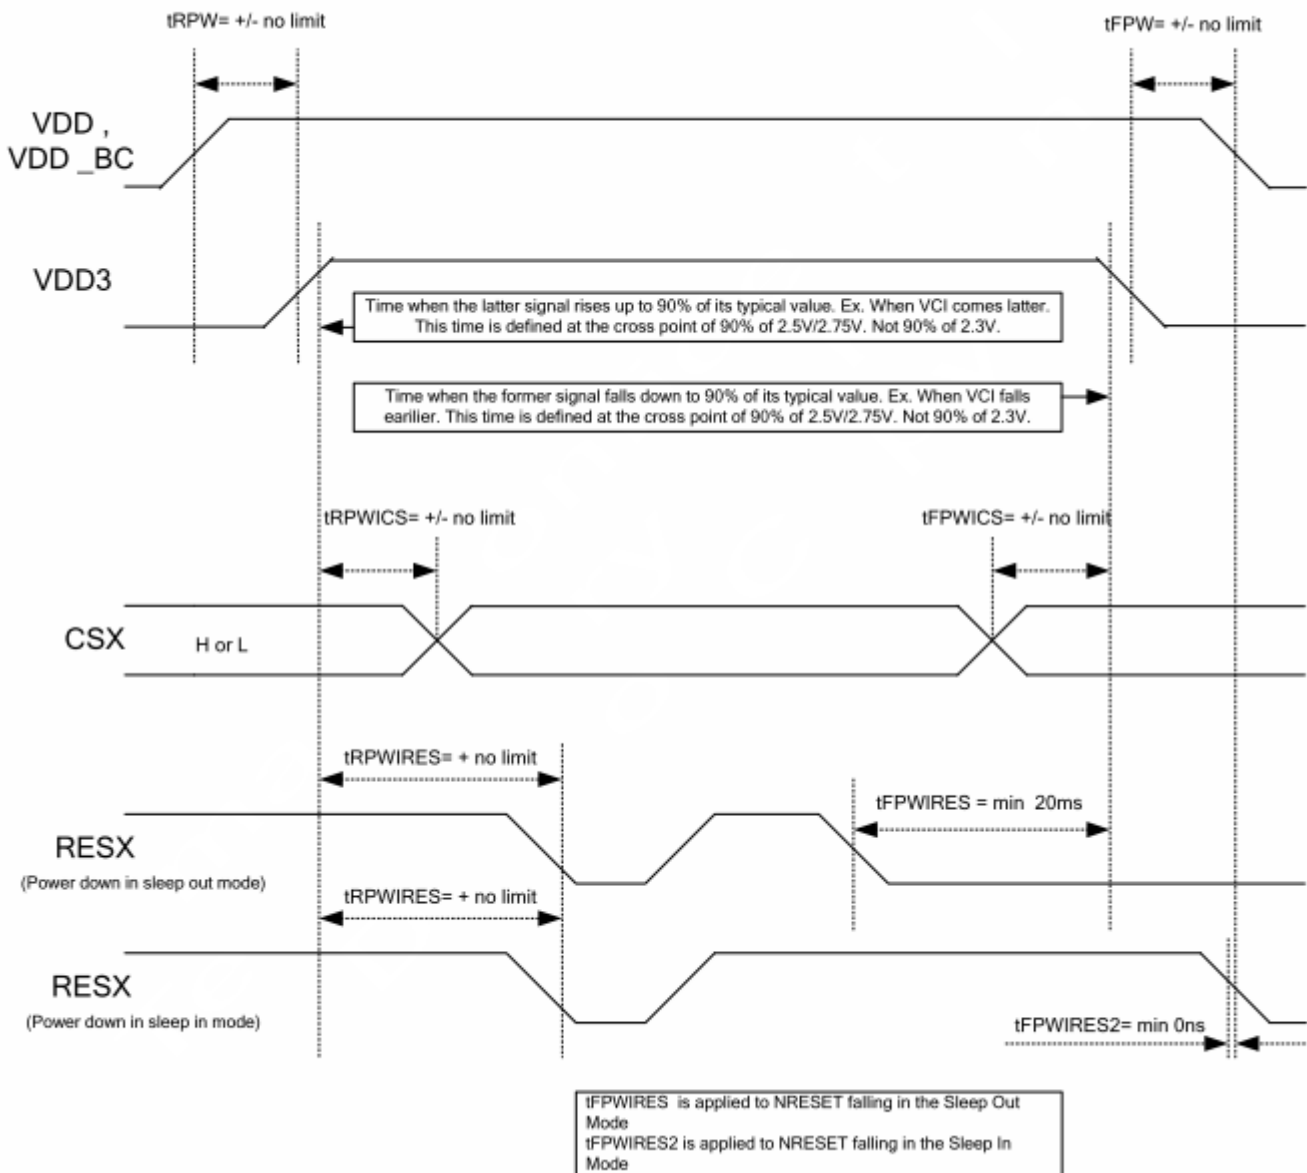 tRPW= +/- no limit
tFPW= +/- no limit
VDD ,
VDD _BC
VDD3
Time when the latter signal rises up to 90% of its typical value. Ex. When VCI comes latter.
This time is defined at the cross point of 90% of 2.5V/2.75V. Not 90% of 2.3V.
Time when the former signal falls down to 90% of its typical value. Ex. When VCI falls
earilier. This time is defined at the cross point of 90% of 2.5V/2.75V. Not 90% of 2.3V.
tRPWICS= +/- no limit
tFPWICS= +/- no limit
CSX
H or L
tRPWIRES= + no limit
tFPWIRES = min 20ms
RESX
(Power down in sleep out mode)
tRPWIRES= + no limit
RESX
(Power down in sleep in mode)
tFPWIRES2= min 0ns
tFPWIRES is applied to NRESET falling in the Sleep Out
Mode
tFPWIRES2 is applied to NRESET falling in the Sleep In
Mode